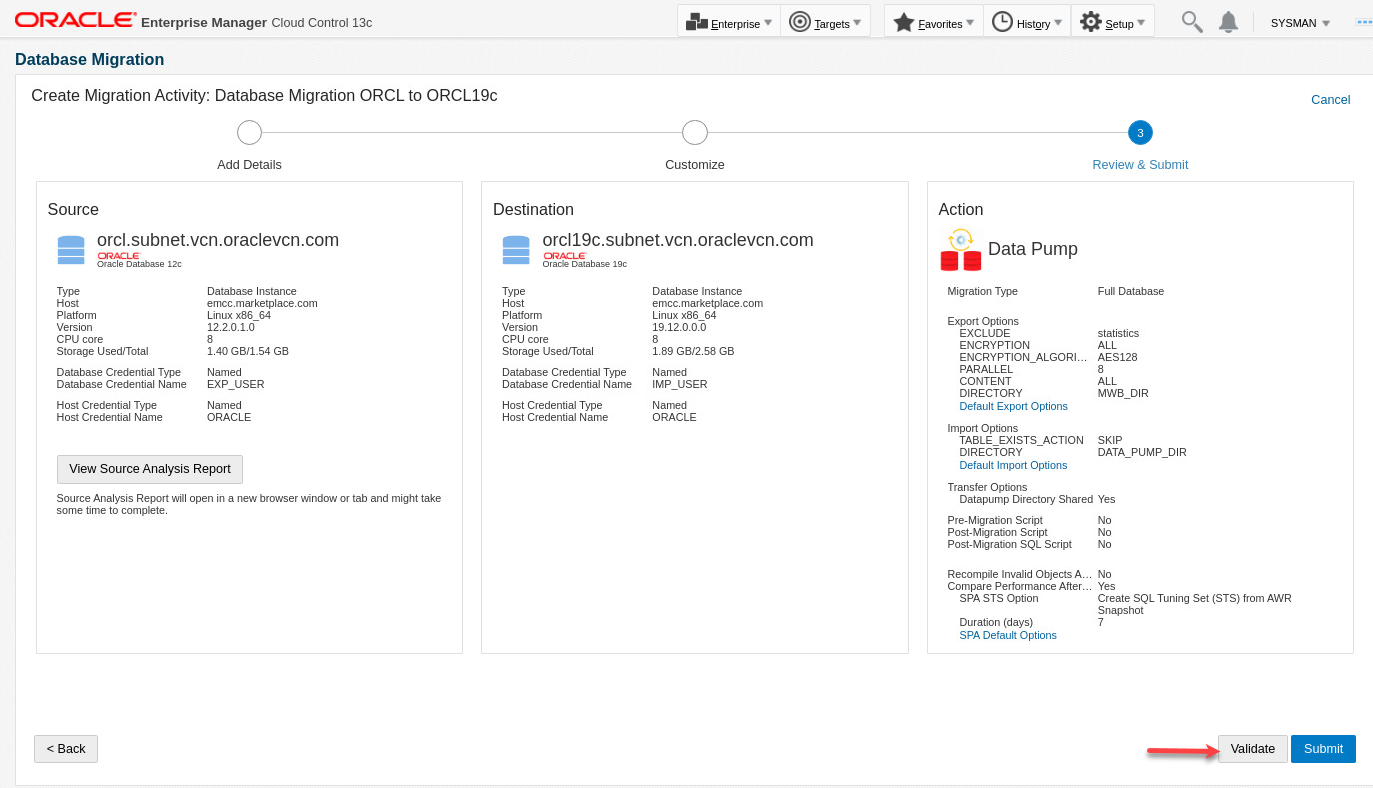 ORACLE Enterprise Manager Cloud Control 13c
Enterprise Targets Favorites History Setup SYSMAN
Database Migration
Create Migration Activity: Database Migration ORCL to ORCL19c
Cancel
3
Add Details Customize Review & Submit
Source
orcl.subnet.vcn.oraclevcn.com
ORACLE
Oracle Database 12c
Type Database Instance
Host emcc.marketplace.com
Platform Linux x86_64
Version 12.2.0.1.0
CPU core 8
Storage Used/Total 1.40 GB/1.54 GB
Database Credential Type Named
Database Credential Name EXP_USER
Host Credential Type Named
Host Credential Name ORACLE
View Source Analysis Report
Source Analysis Report will open in a new browser window or tab and might take
some time to complete.
Destination
orcl19c.subnet.vcn.oraclevcn.com
ORACLE
Oracle Database 19c
Type Database Instance
Host emcc.marketplace.com
Platform Linux x86_64
Version 19.12.0.0.0
CPU core 8
Storage Used/Total 1.89 GB/2.58 GB
Database Credential Type Named
Database Credential Name IMP_USER
Host Credential Type Named
Host Credential Name ORACLE
Action
Data Pump
Migration Type Full Database
Export Options
EXCLUDE statistics
ENCRYPTION ALL
ENCRYPTION_ALGORI... AES128
PARALLEL 8
CONTENT ALL
DIRECTORY MWB_DIR
Default Export Options
Import Options
TABLE_EXISTS_ACTION SKIP
DIRECTORY DATA_PUMP_DIR
Default Import Options
Transfer Options
Datapump Directory Shared Yes
Pre-Migration Script No
Post-Migration Script No
Post-Migration SQL Script No
Recompile Invalid Objects A... No
Compare Performance After... Yes
SPA STS Option Create SQL Tuning Set (STS) from AWR
Snapshot
Duration (days) 7
SPA Default Options
< Back Validate Submit